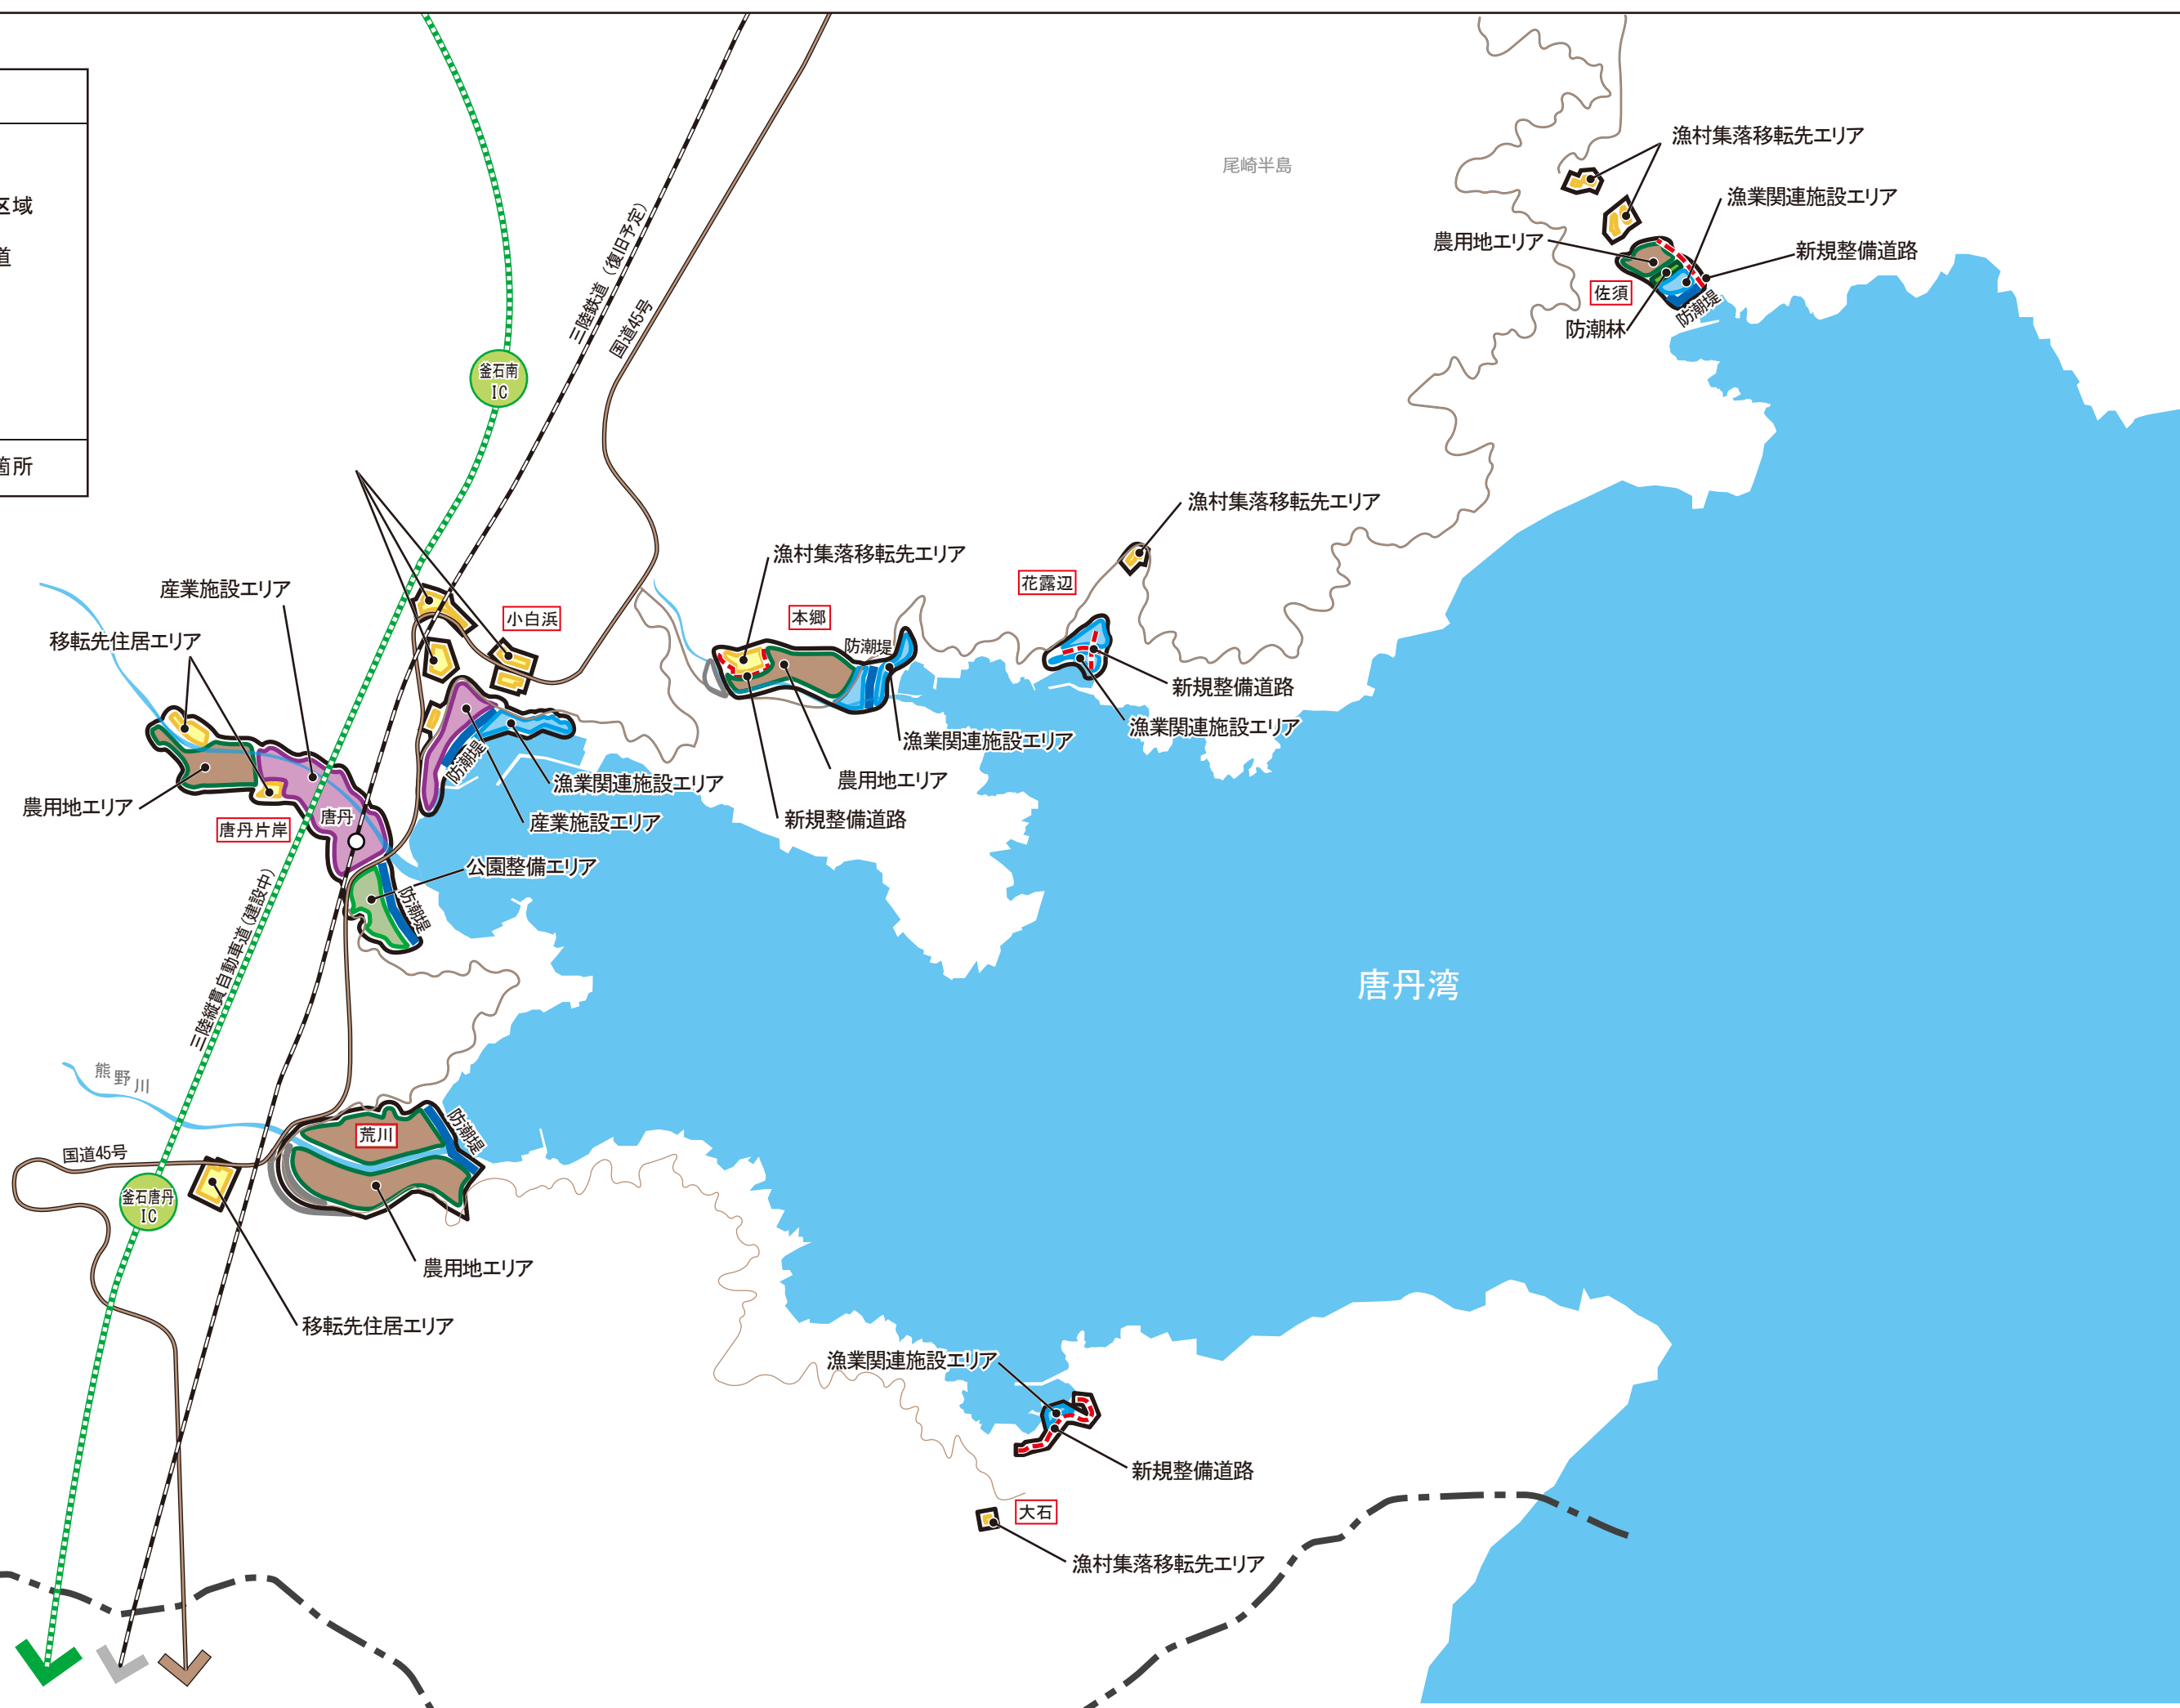 区域
道
箇所
尾崎半島
漁村集落移転先エリア
漁業関連施設エリア
農用地エリア
新規整備道路
佐須
防潮堤
防潮林
三陸鉄道（復旧予定）
国道45号
釜石南
IC
漁村集落移転先エリア
漁村集落移転先エリア
花露辺
産業施設エリア
小白浜
本郷
移転先住居エリア
防潮堤
新規整備道路
漁業関連施設エリア
漁業関連施設エリア
防潮堤
漁業関連施設エリア
農用地エリア
農用地エリア
唐丹
産業施設エリア
新規整備道路
唐丹片岸
公園整備エリア
防潮堤
三陸縦貫自動車道（建設中）
唐丹湾
熊野川
防潮堤
荒川
国道45号
釜石唐丹
IC
農用地エリア
移転先住居エリア
漁業関連施設エリア
新規整備道路
大石
漁村集落移転先エリア